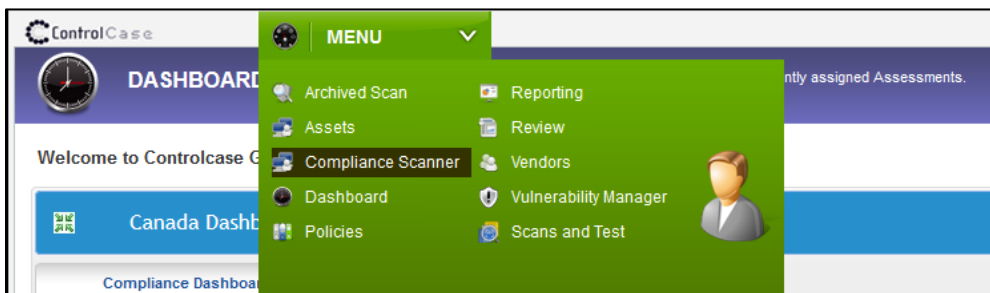 ControlCase
MENU
DASHBOARD
ntly assigned Assessments.
Archived Scan
Reporting
Assets
Review
Welcome to Controlcase G
Compliance Scanner
Vendors
Dashboard
Vulnerability Manager
Canada Dashb
Policies
Scans and Test
Compliance Dashboa